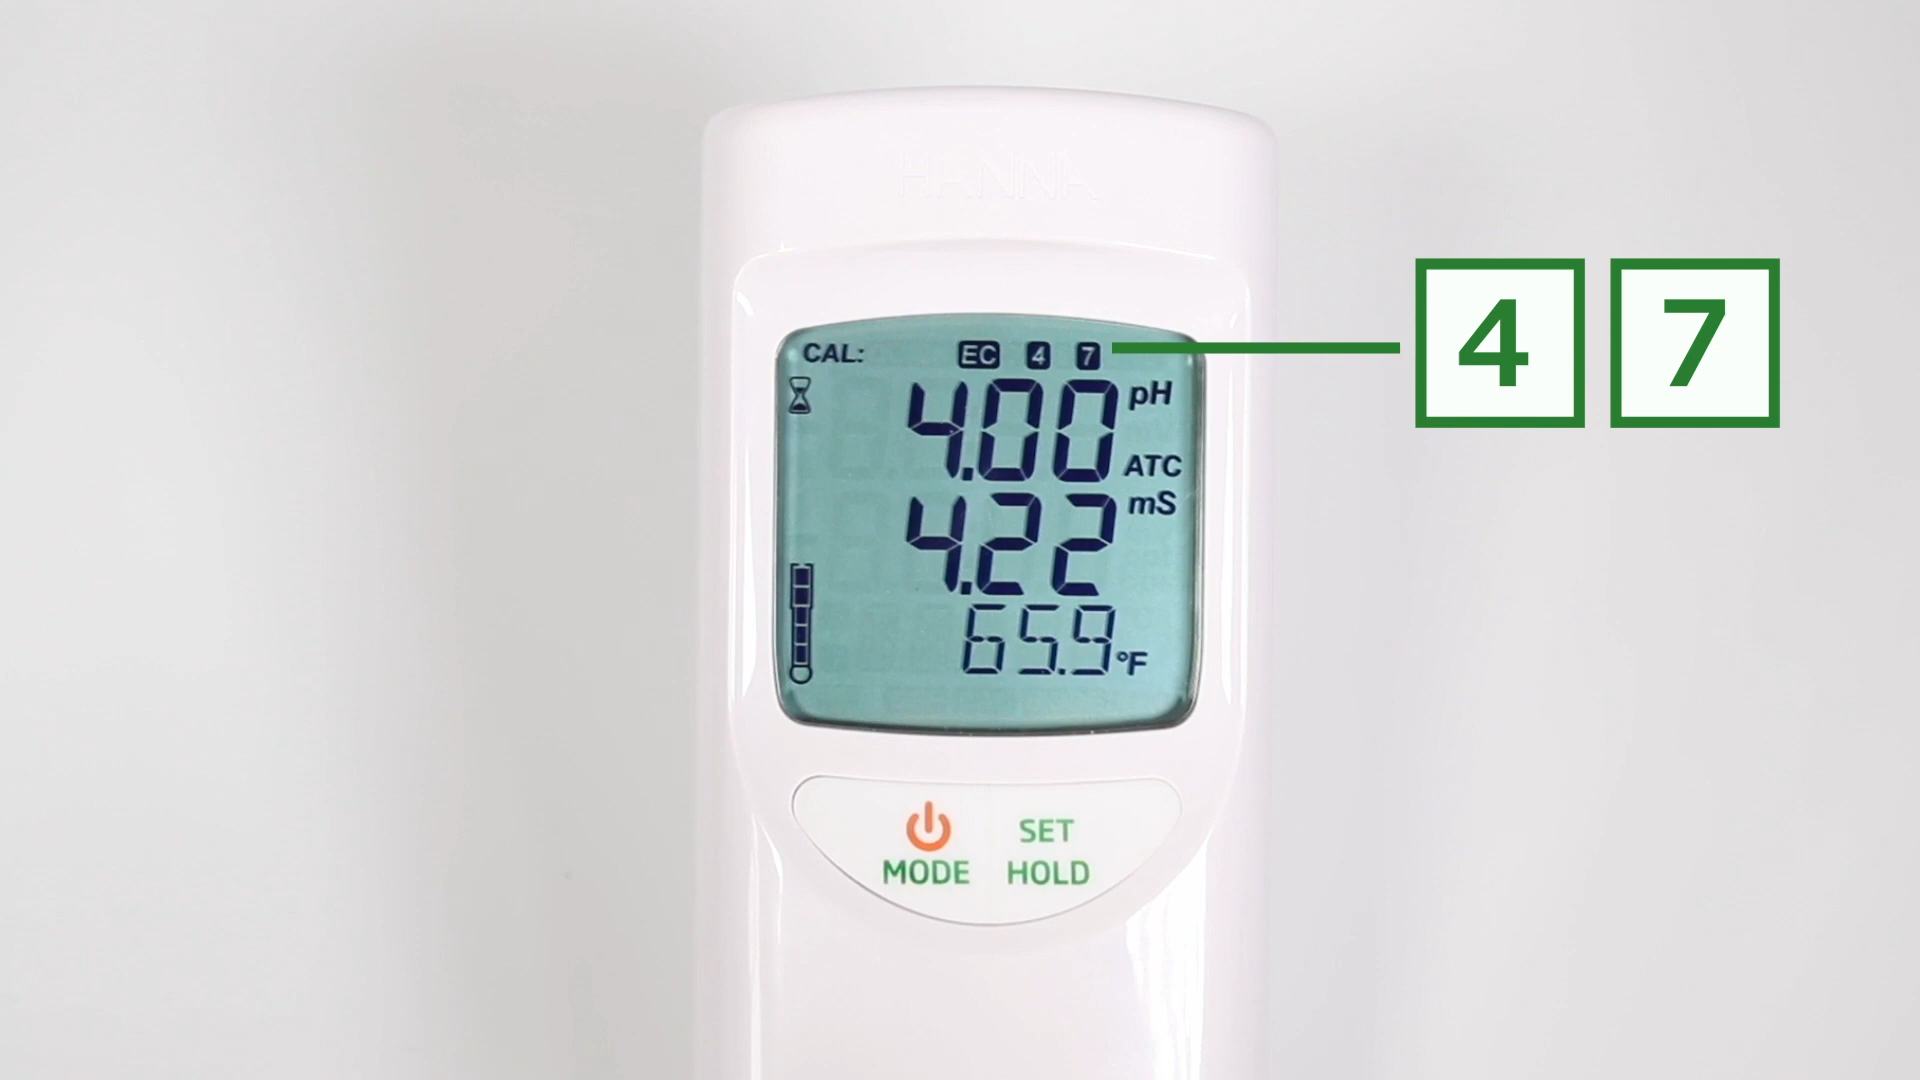 HANNA
CAL: EC 4 7
4.00 pH
ATC
4.22 mS
65.9 °F
MODE
SET
HOLD
4 7